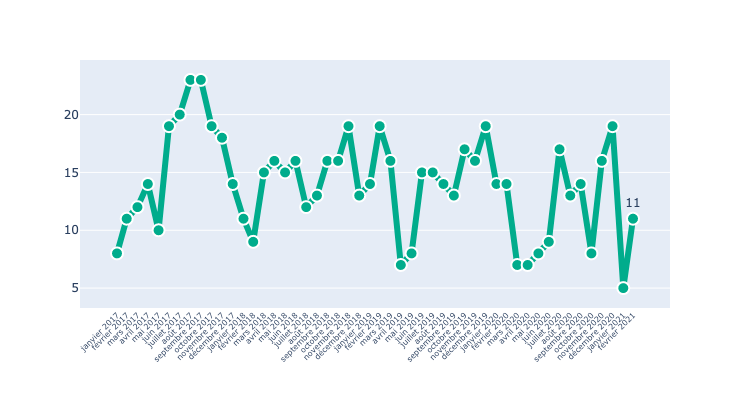 20
15
10
5
11
janvier 2017
février 2017
mars 2017
avril 2017
mai 2017
juin 2017
juillet 2017
août 2017
septembre 2017
octobre 2017
novembre 2017
décembre 2017
janvier 2018
février 2018
mars 2018
avril 2018
mai 2018
juin 2018
juillet 2018
août 2018
septembre 2018
octobre 2018
novembre 2018
décembre 2018
janvier 2019
février 2019
mars 2019
avril 2019
mai 2019
juin 2019
juillet 2019
août 2019
septembre 2019
octobre 2019
novembre 2019
décembre 2019
janvier 2020
février 2020
mars 2020
avril 2020
mai 2020
juin 2020
juillet 2020
août 2020
septembre 2020
octobre 2020
novembre 2020
décembre 2020
janvier 2021
février 2021